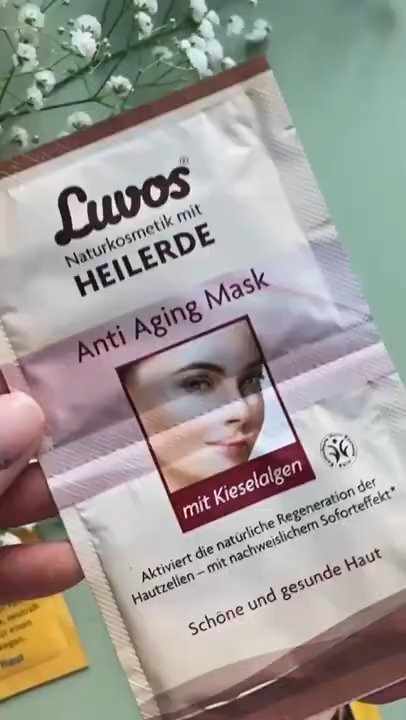 Luvos®
Naturkosmetik mit
HEILERDE
Anti Aging Mask
mit Kieselalgen
Aktiviert die natürliche Regeneration der
Hautzellen – mit nachweislichem Soforteffekt*
Schöne und gesunde Haut